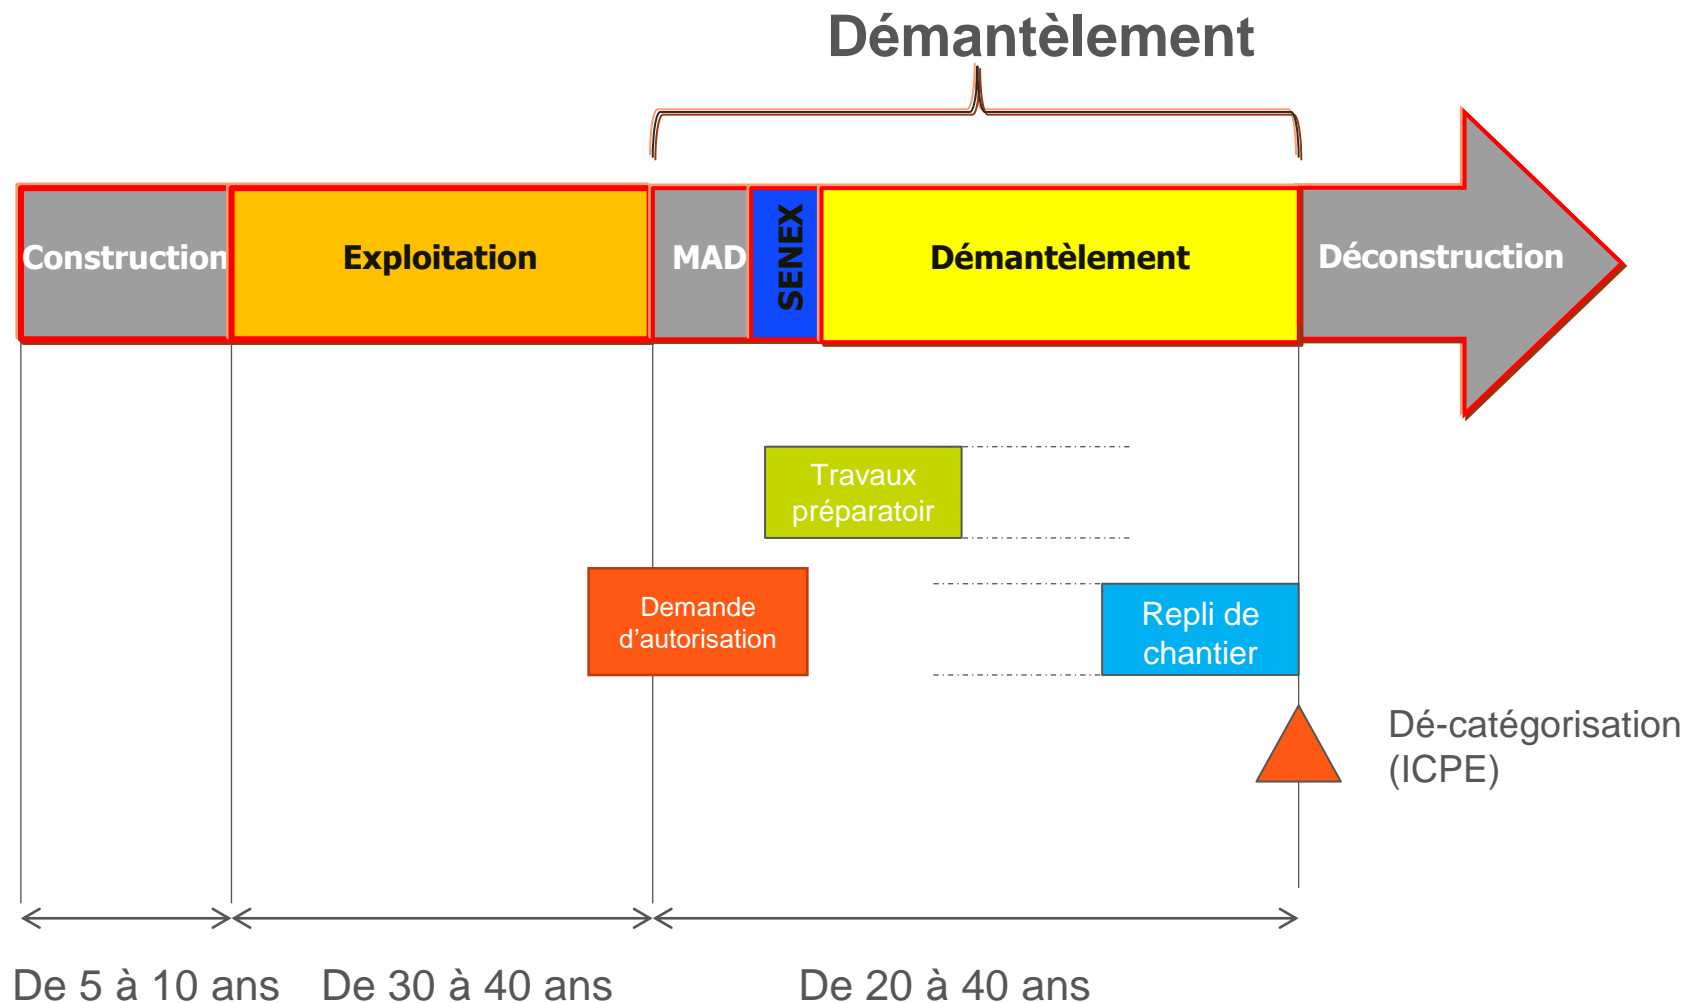 Démantèlement
Construction
Exploitation
MAD
SENEX
Démantèlement
Déconstruction
Travaux
préparatoir
Demande
d’autorisation
Repli de
chantier
Dé-catégorisation
(ICPE)
De 5 à 10 ans
De 30 à 40 ans
De 20 à 40 ans